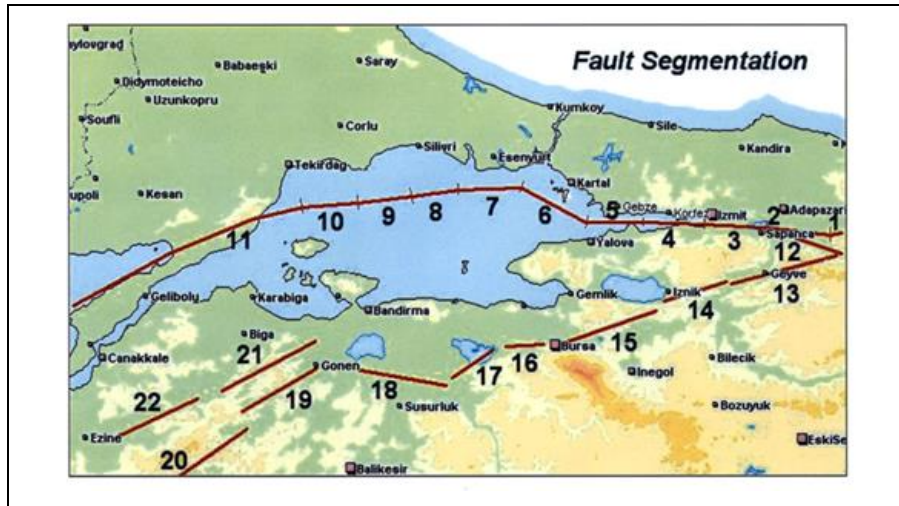 Fault Segmentation
aylovgrad
Saray
Babaeski
Didymoteicho
Uzunkopru
Kumkoy
Soufli
Corlu
Sile
Silivri
Kandira
Esenyurt
Tekirdag
Kartal
upoli
Kesan
Gebze
Korfez
Izmit
Adapazar
11
10
9
8
7
6
5
4
3
2
1
Sapanca
Yalova
12
Geyve
13
Gelibolu
Karabiga
Gemlik
Iznik
14
Bandirma
15
Biga
21
Bursa
16
Canakkale
Bilecik
Gonen
17
Inegol
18
22
19
Susurluk
Bozuyuk
Ezine
EskiSe
20
Balikesir